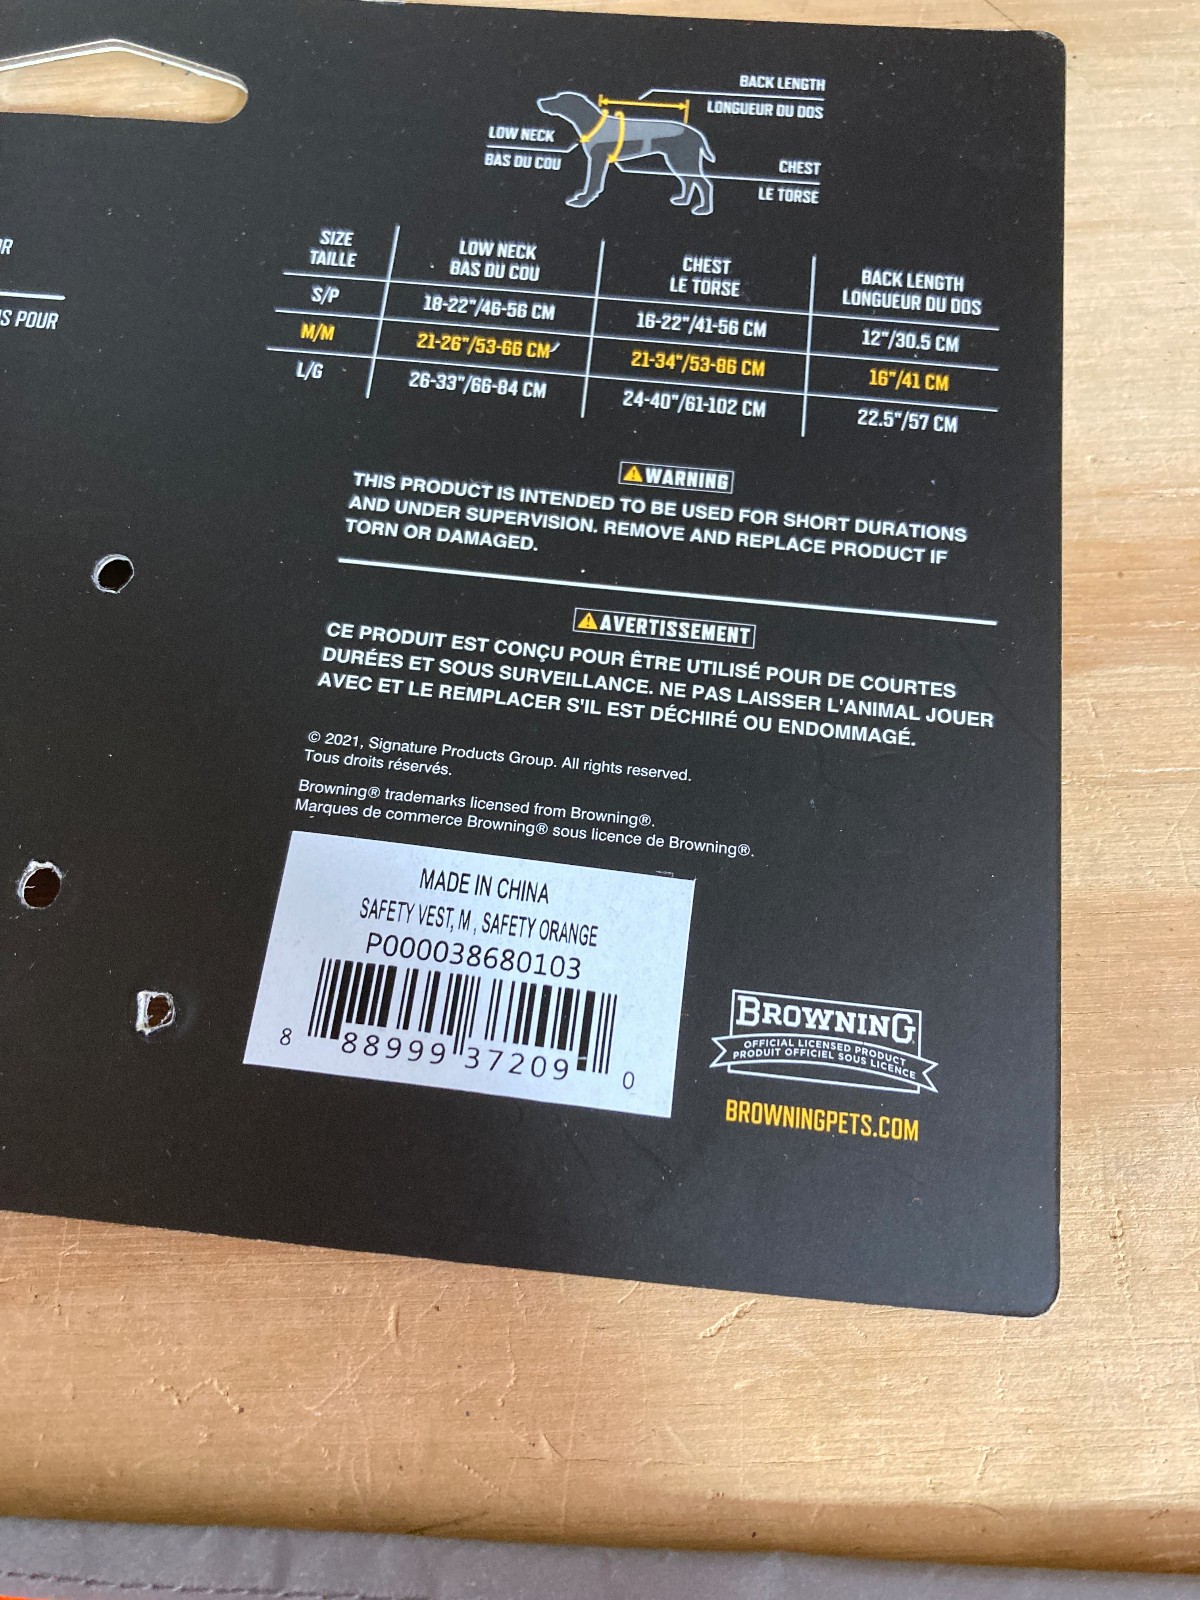 BACK LENGTH
LONGUEUR DU DOS
LOW NECK
BAS DU COU
CHEST
LE TORSE
SIZE
TAILLE
LOW NECK
BAS DU COU
CHEST
LE TORSE
BACK LENGTH
LONGUEUR DU DOS
S/P 18-22"/46-56 CM 16-22"/41-56 CM 12"/30.5 CM
M/M 21-26"/53-66 CM 21-34"/53-86 CM 16"/41 CM
L/G 26-33"/66-84 CM 24-40"/61-102 CM 22.5"/57 CM
R
S POUR
WARNING
THIS PRODUCT IS INTENDED TO BE USED FOR SHORT DURATIONS
AND UNDER SUPERVISION. REMOVE AND REPLACE PRODUCT IF
TORN OR DAMAGED.
AVERTISSEMENT
CE PRODUIT EST CONÇU POUR ÊTRE UTILISÉ POUR DE COURTES
DURÉES ET SOUS SURVEILLANCE. NE PAS LAISSER L'ANIMAL JOUER
AVEC ET LE REMPLACER S'IL EST DÉCHIRÉ OU ENDOMMAGÉ.
© 2021, Signature Products Group. All rights reserved.
Tous droits réservés.
Browning® trademarks licensed from Browning®.
Marques de commerce Browning® sous licence de Browning®.
MADE IN CHINA
SAFETY VEST, M , SAFETY ORANGE
P000038680103
8 88999 37209 0
BROWNING
OFFICIAL LICENSED PRODUCT
PRODUIT OFFICIEL SOUS LICENCE
BROWNINGPETS.COM